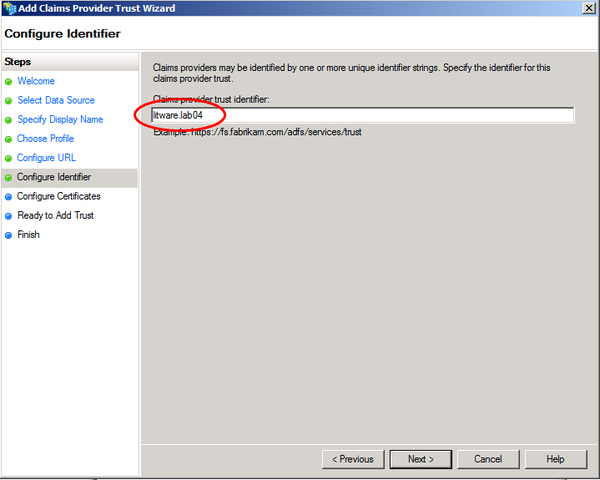 Add Claims Provider Trust Wizard
Configure Identifier
Steps
Welcome
Select Data Source
Specify Display Name
Choose Profile
Configure URL
Configure Identifier
Configure Certificates
Ready to Add Trust
Finish
Claims providers may be identified by one or more unique identifier strings. Specify the identifier for this
claims provider trust.
Claims provider trust identifier:
litware.lab04
Example: https://fs.fabrikam.com/adfs/services/trust
< Previous
Next >
Cancel
Help